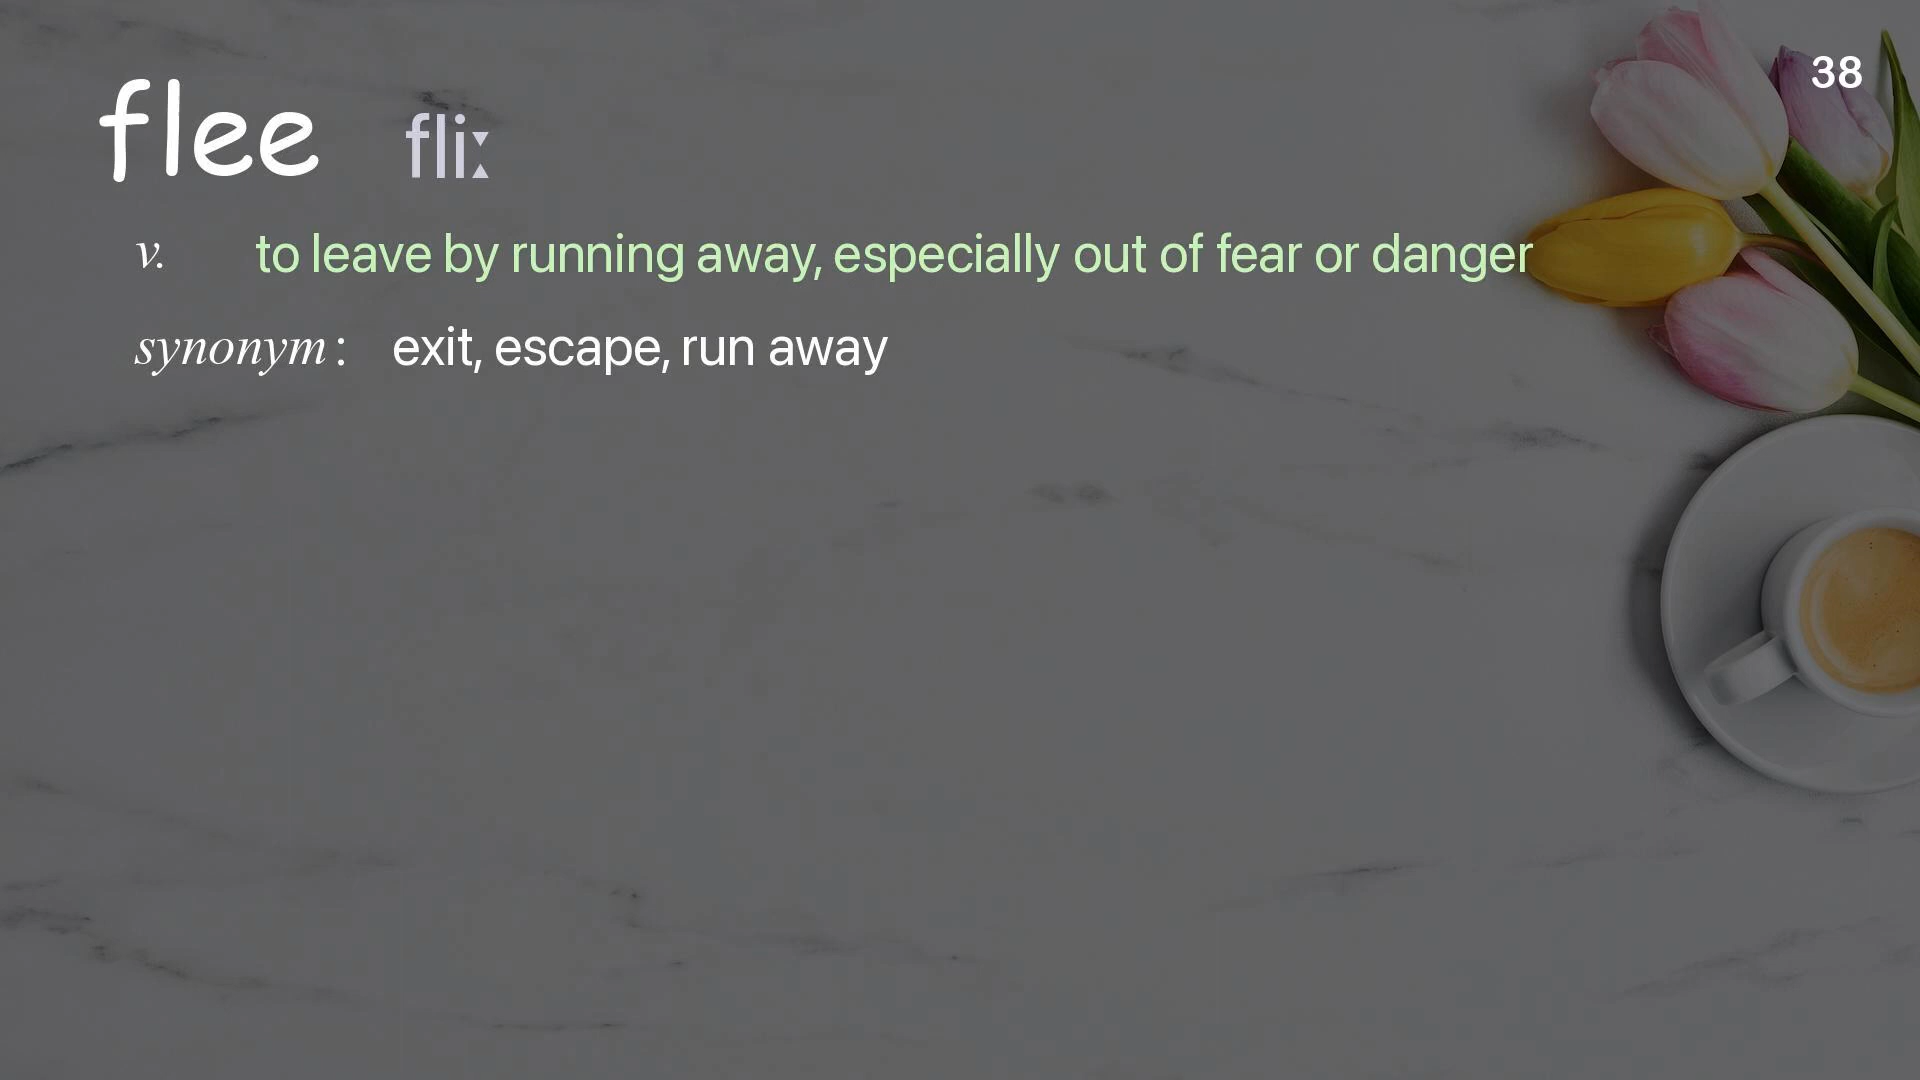 38
flee fliː
v. to leave by running away, especially out of fear or danger
synonym: exit, escape, run away